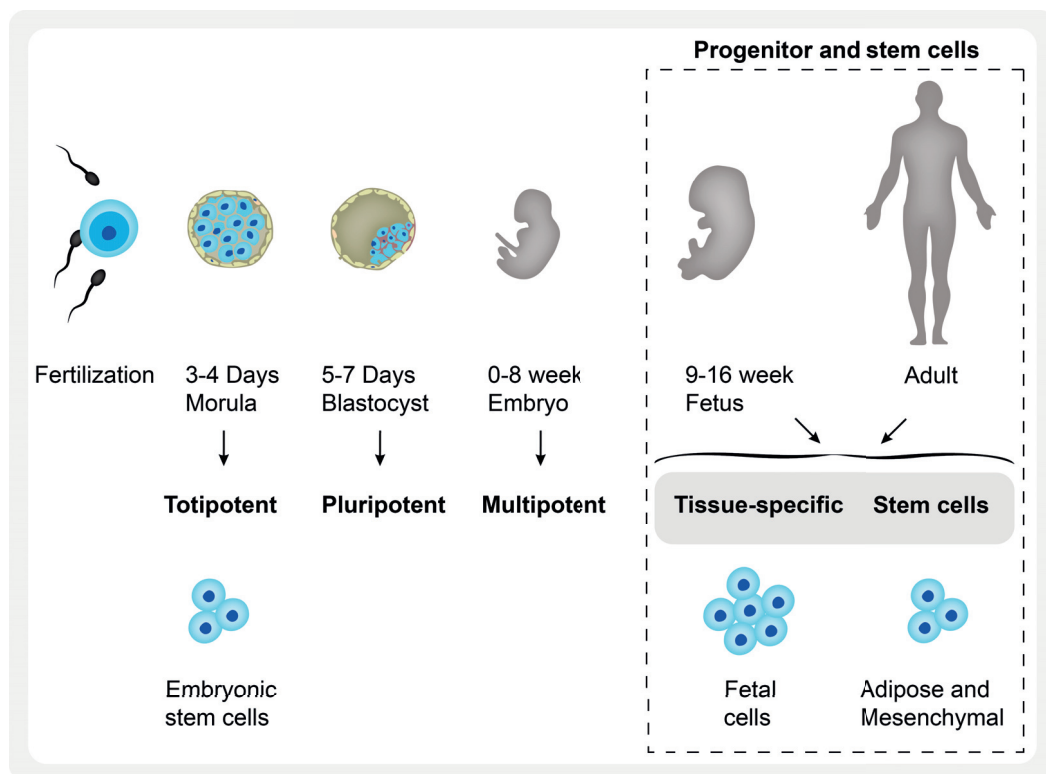 Progenitor and stem cells
Fertilization
3-4 Days
Morula
5-7 Days
Blastocyst
0-8 week
Embryo
9-16 week
Fetus
Adult
Totipotent
Pluripotent
Multipotent
Tissue-specific
Stem cells
Embryonic
stem cells
Fetal
cells
Adipose and
Mesenchymal